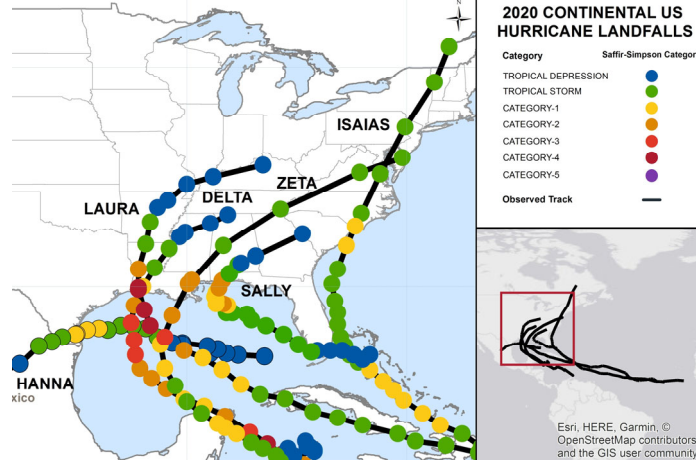 N
2020 CONTINENTAL US
HURRICANE LANDFALLS
Category Saffir-Simpson Categor
TROPICAL DEPRESSION
TROPICAL STORM
CATEGORY-1
CATEGORY-2
CATEGORY-3
CATEGORY-4
CATEGORY-5
Observed Track
ISAIAS
ZETA
DELTA
LAURA
SALLY
HANNA
xico
Esri, HERE, Garmin, ©
OpenStreetMap contributors
and the GIS user community